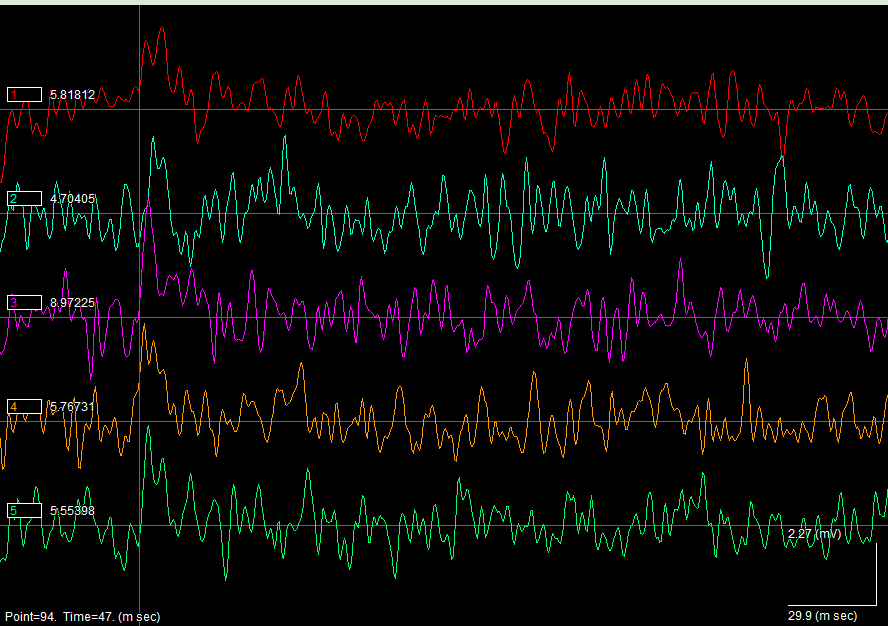 1 5.81812
2 4.70405
3 8.97225
4 5.76731
5 5.55398
2.27 (mV)
29.9 (m sec)
Point=94. Time=47. (m sec)